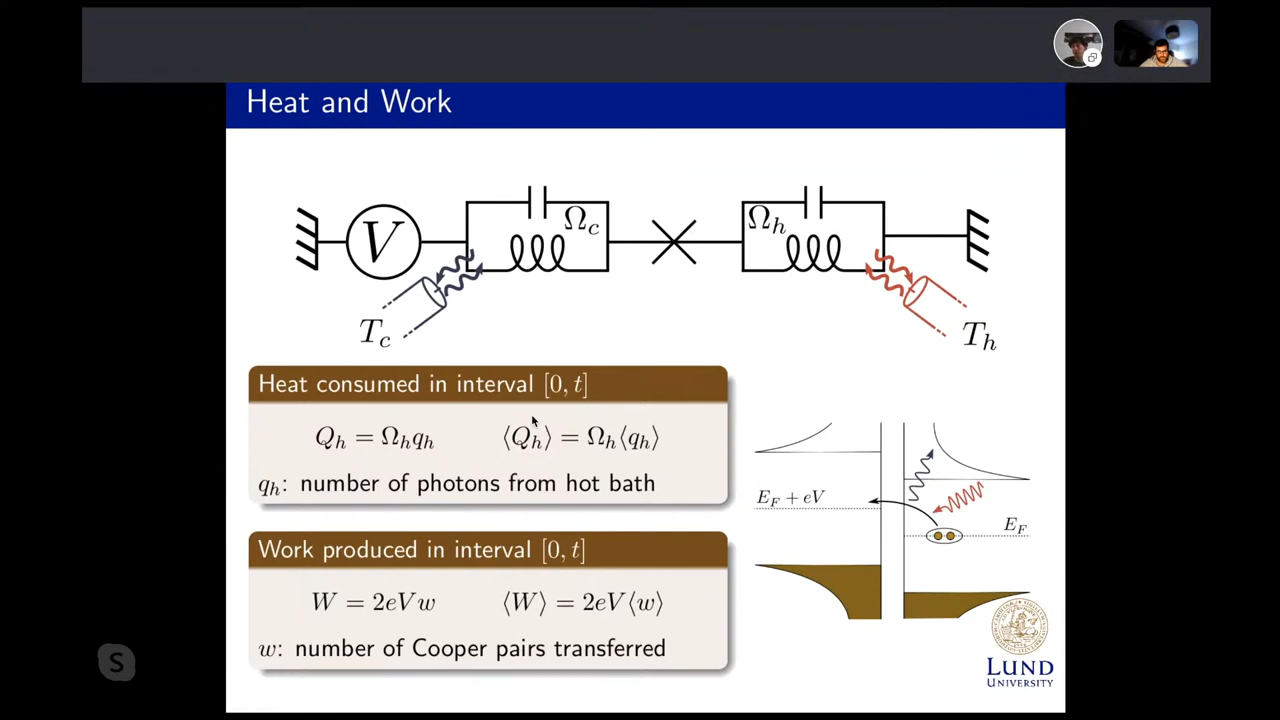 Heat and Work
V
Ω_c
Ω_h
T_c
T_h
Heat consumed in interval [0, t]
Q_h = Ω_h q_h    ⟨Q_h⟩ = Ω_h⟨q_h⟩
q_h: number of photons from hot bath
E_F + eV
E_F
Work produced in interval [0, t]
W = 2eVw    ⟨W⟩ = 2eV⟨w⟩
w: number of Cooper pairs transferred
S
LUND
UNIVERSITY